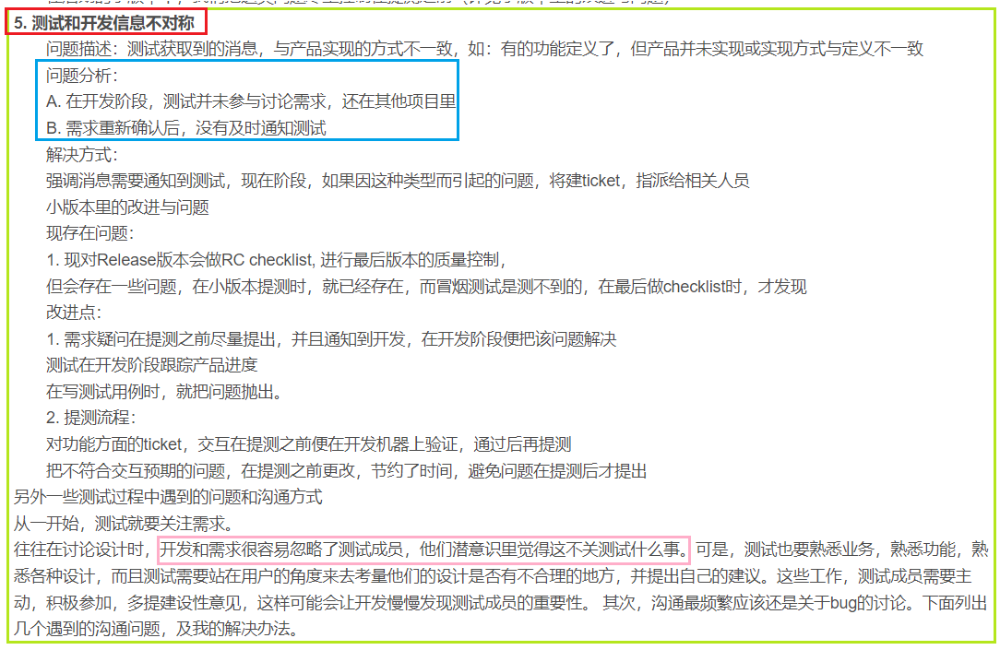 5. 测试和开发信息不对称
问题描述：测试获取到的消息，与产品实现的方式不一致，如：有的功能定义了，但产品并未实现或实现方式与定义不一致
问题分析：
A. 在开发阶段，测试并未参与讨论需求，还在其他项目里
B. 需求重新确认后，没有及时通知测试
解决方式：
强调消息需要通知到测试，现在阶段，如果因这种类型而引起的问题，将建ticket，指派给相关人员
小版本里的改进与问题
现存在问题：
1. 现对Release版本会做RC checklist, 进行最后版本的质量控制，
但会存在一些问题，在小版本提测时，就已经存在，而冒烟测试是测不到的，在最后做checklist时，才发现
改进点：
1. 需求疑问在提测之前尽量提出，并且通知到开发，在开发阶段便把该问题解决
测试在开发阶段跟踪产品进度
在写测试用例时，就把问题抛出。
2. 提测流程：
对功能方面的ticket，交互在提测之前便在开发机器上验证，通过后再提测
把不符合交互预期的问题，在提测之前更改，节约了时间，避免问题在提测后才提出
另外一些测试过程中遇到的问题和沟通方式
从一开始，测试就要关注需求。
往往在讨论设计时，开发和需求很容易忽略了测试成员，他们潜意识里觉得这不关测试什么事。可是，测试也要熟悉业务，熟悉功能，熟
悉各种设计，而且测试需要站在用户的角度来去考量他们的设计是否有不合理的地方，并提出自己的建议。这些工作，测试成员需要主
动，积极参加，多提建设性意见，这样可能会让开发慢慢发现测试成员的重要性。 其次，沟通最频繁应该还是关于bug的讨论。下面列出
几个遇到的沟通问题，及我的解决办法。